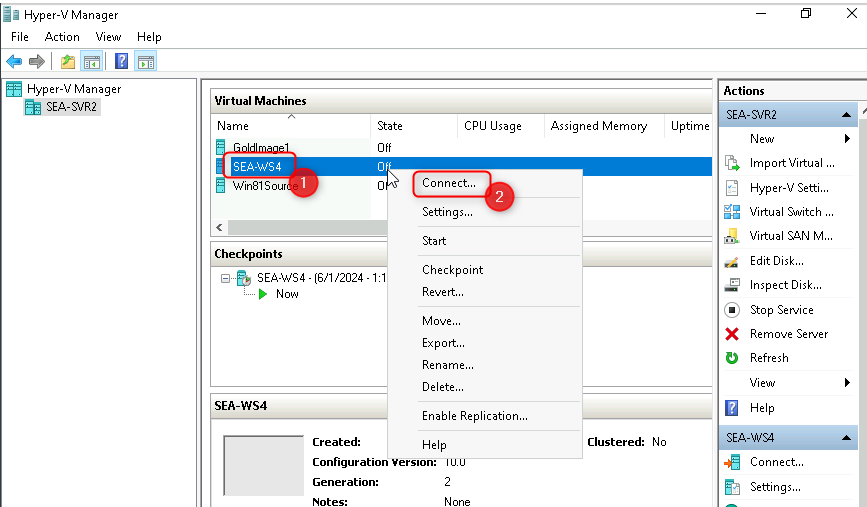 Hyper-V Manager
File Action View Help
Hyper-V Manager
SEA-SVR2
Virtual Machines
Name State CPU Usage Assigned Memory Uptime
GoldImage1 Off
SEA-WS4 Off
Win81Source
1
Connect...
2
Settings...
Start
Checkpoint
Revert...
Move...
Export...
Rename...
Delete...
Enable Replication...
Help
Checkpoints
SEA-WS4 - (6/1/2024 - 1:1
Now
SEA-WS4
Created:
Configuration Version: 10.0
Generation: 2
Notes: None
Clustered: No
Actions
SEA-SVR2
New
Import Virtual ...
Hyper-V Setti...
Virtual Switch ...
Virtual SAN M...
Edit Disk...
Inspect Disk...
Stop Service
Remove Server
Refresh
View
Help
SEA-WS4
Connect...
Settings...